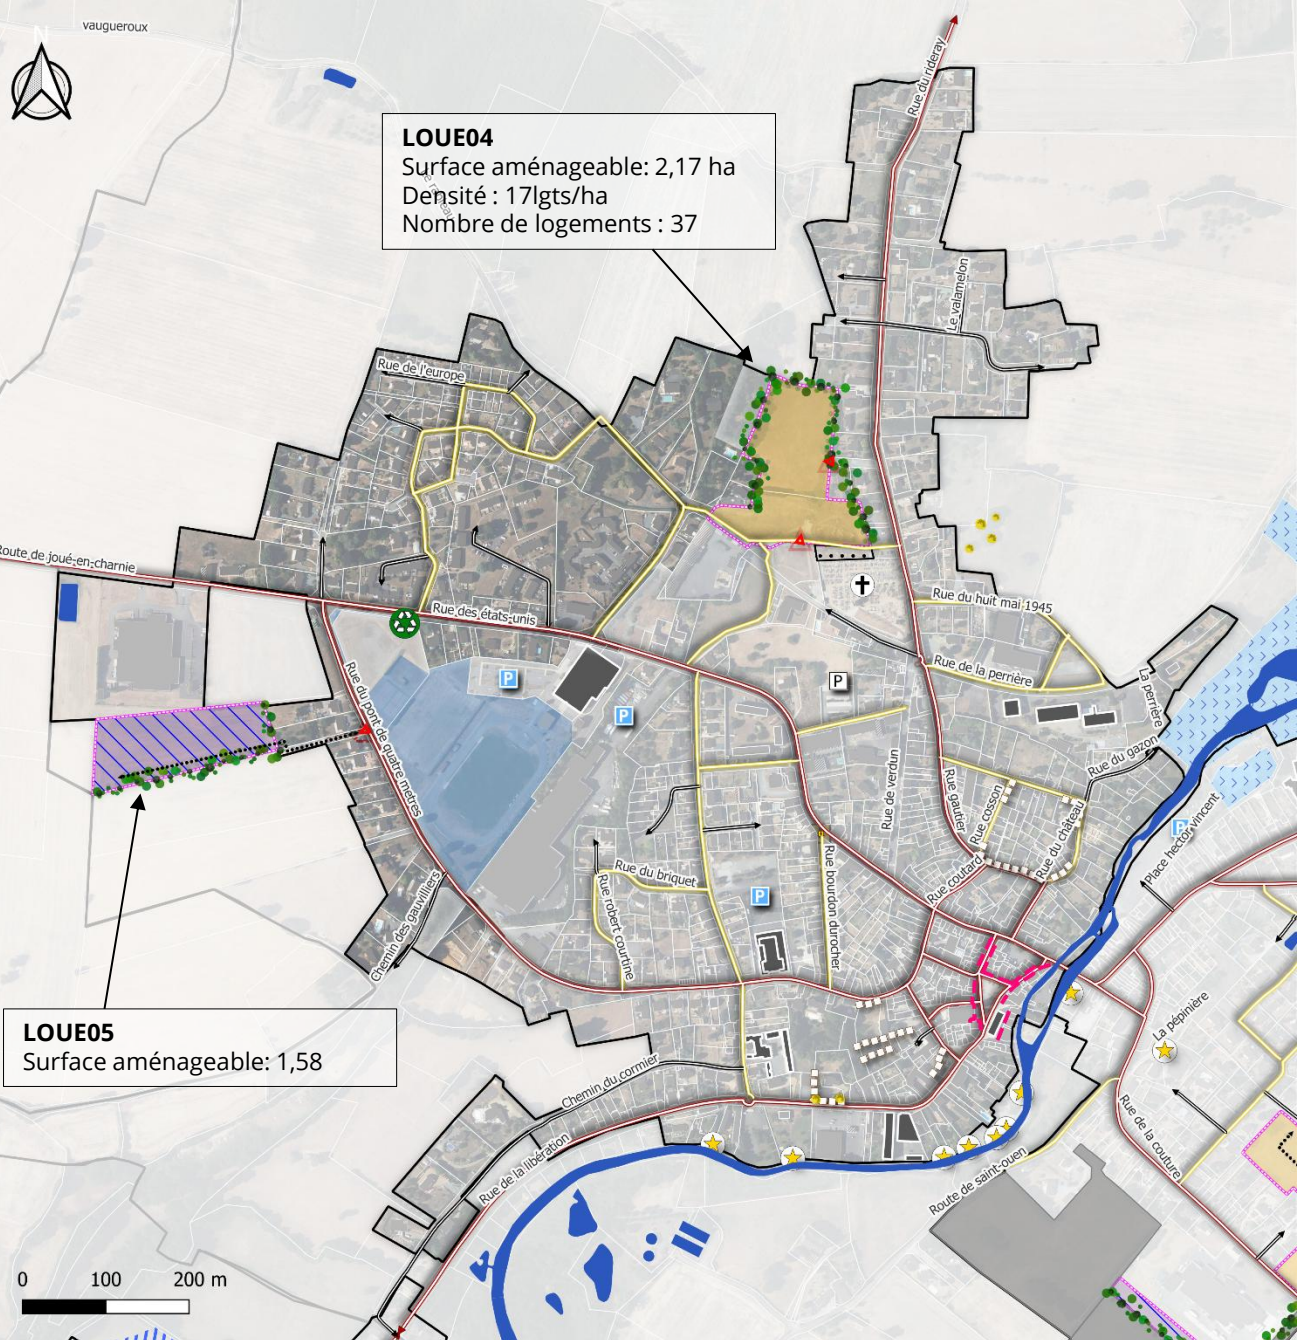 vaugueroux
N
Rue du rideray
LOUE04
Surface aménageable: 2,17 ha
Densité : 17lgts/ha
Nombre de logements : 37
Le valamelon
Rue de l'europe
Route de joué-en-charnie
Rue des états-unis
Rue du huit mai 1945
Rue de la perrière
La perrière
P
P
P
Rue du pont de quatre metres
Rue du gazon
Rue de verdun
Rue gautier
Rue cosson
Rue du château
P
Place hector vincent
Rue coutard
Rue du briquet
Rue robert courtine
P
Rue bourdon durocher
Chemin des gauvilliers
LOUE05
Surface aménageable: 1,58
La pépinière
Chemin du cormier
Rue de la libération
Rue de la couture
Route de saint-ouen
0 100 200 m